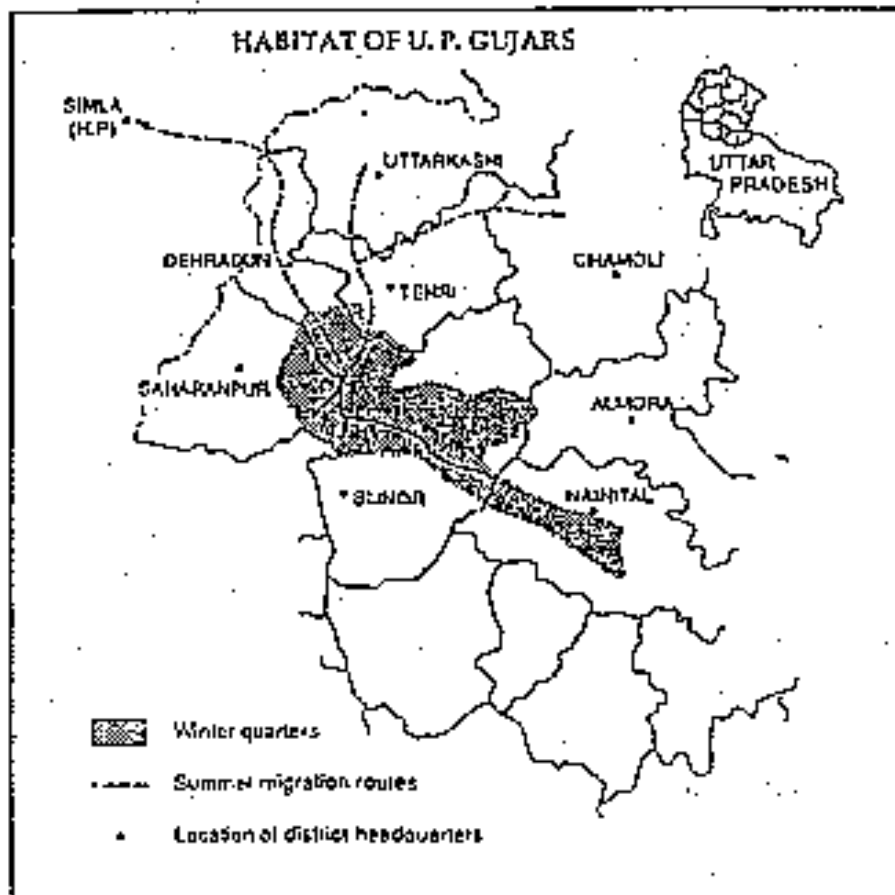 HABITAT OF U. P. GUJARS
SIMLA
(H.P)
UTTARKASHI
UTTAR
PRADESH
DEHRADUN
TEHRI
CHAMOLI
SAHARANPUR
ALMORA
BIJNOR
NAINITAL
Winter quarters
Summer migration routes
Location of district headquarters